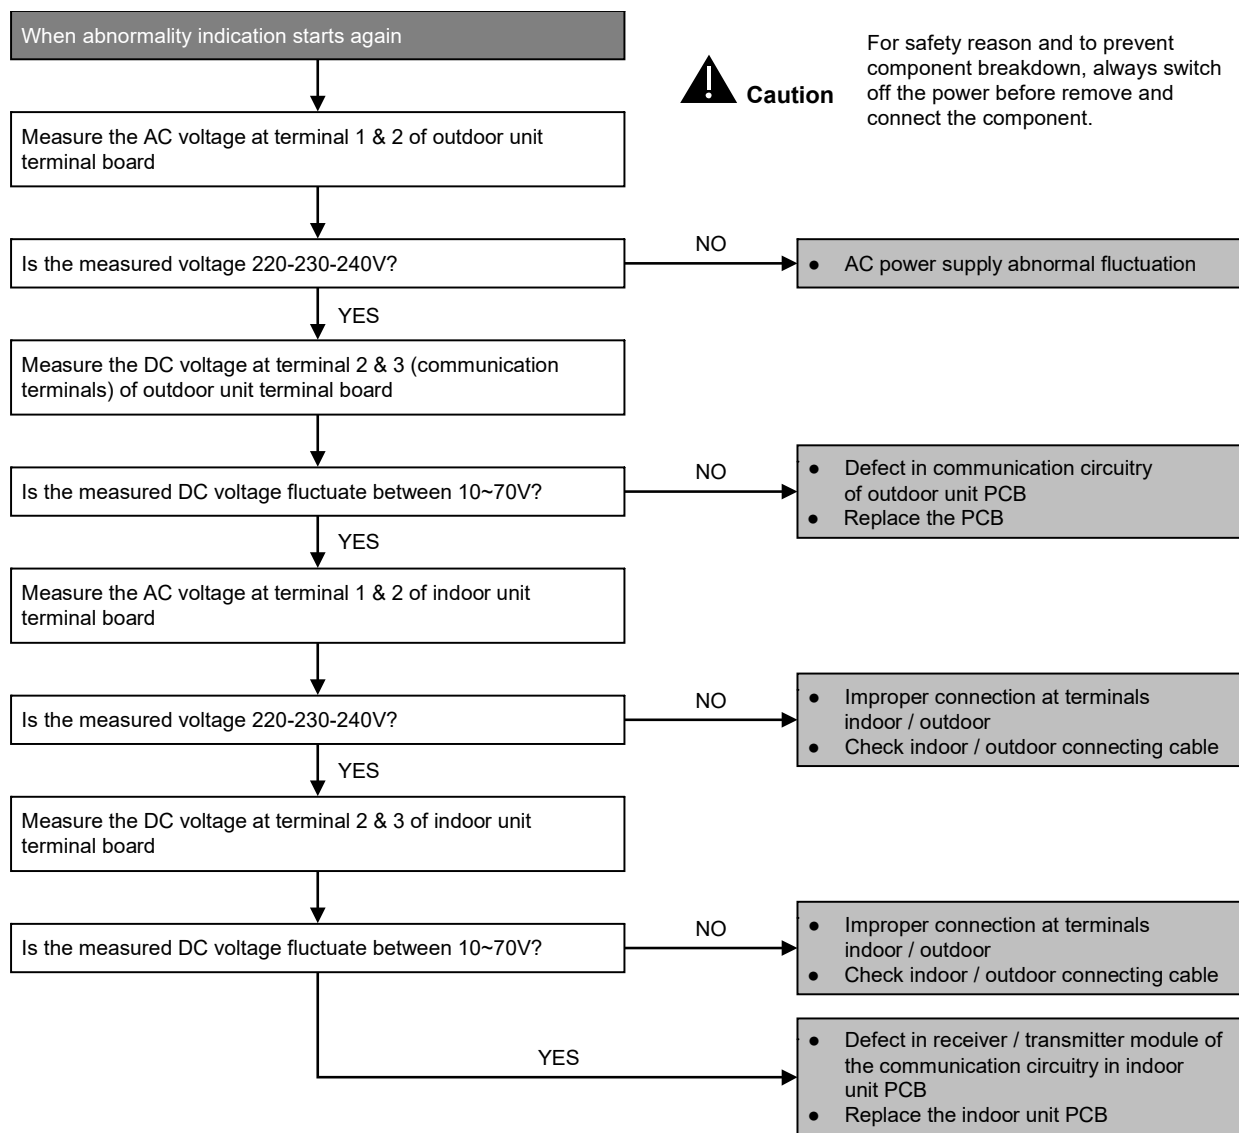 When abnormality indication starts again
Caution
For safety reason and to prevent
component breakdown, always switch
off the power before remove and
connect the component.
Measure the AC voltage at terminal 1 & 2 of outdoor unit
terminal board
Is the measured voltage 220-230-240V?
NO
● AC power supply abnormal fluctuation
YES
Measure the DC voltage at terminal 2 & 3 (communication
terminals) of outdoor unit terminal board
Is the measured DC voltage fluctuate between 10~70V?
NO
● Defect in communication circuitry
of outdoor unit PCB
● Replace the PCB
YES
Measure the AC voltage at terminal 1 & 2 of indoor unit
terminal board
Is the measured voltage 220-230-240V?
NO
● Improper connection at terminals
indoor / outdoor
● Check indoor / outdoor connecting cable
YES
Measure the DC voltage at terminal 2 & 3 of indoor unit
terminal board
Is the measured DC voltage fluctuate between 10~70V?
NO
● Improper connection at terminals
indoor / outdoor
● Check indoor / outdoor connecting cable
YES
● Defect in receiver / transmitter module of
the communication circuitry in indoor
unit PCB
● Replace the indoor unit PCB